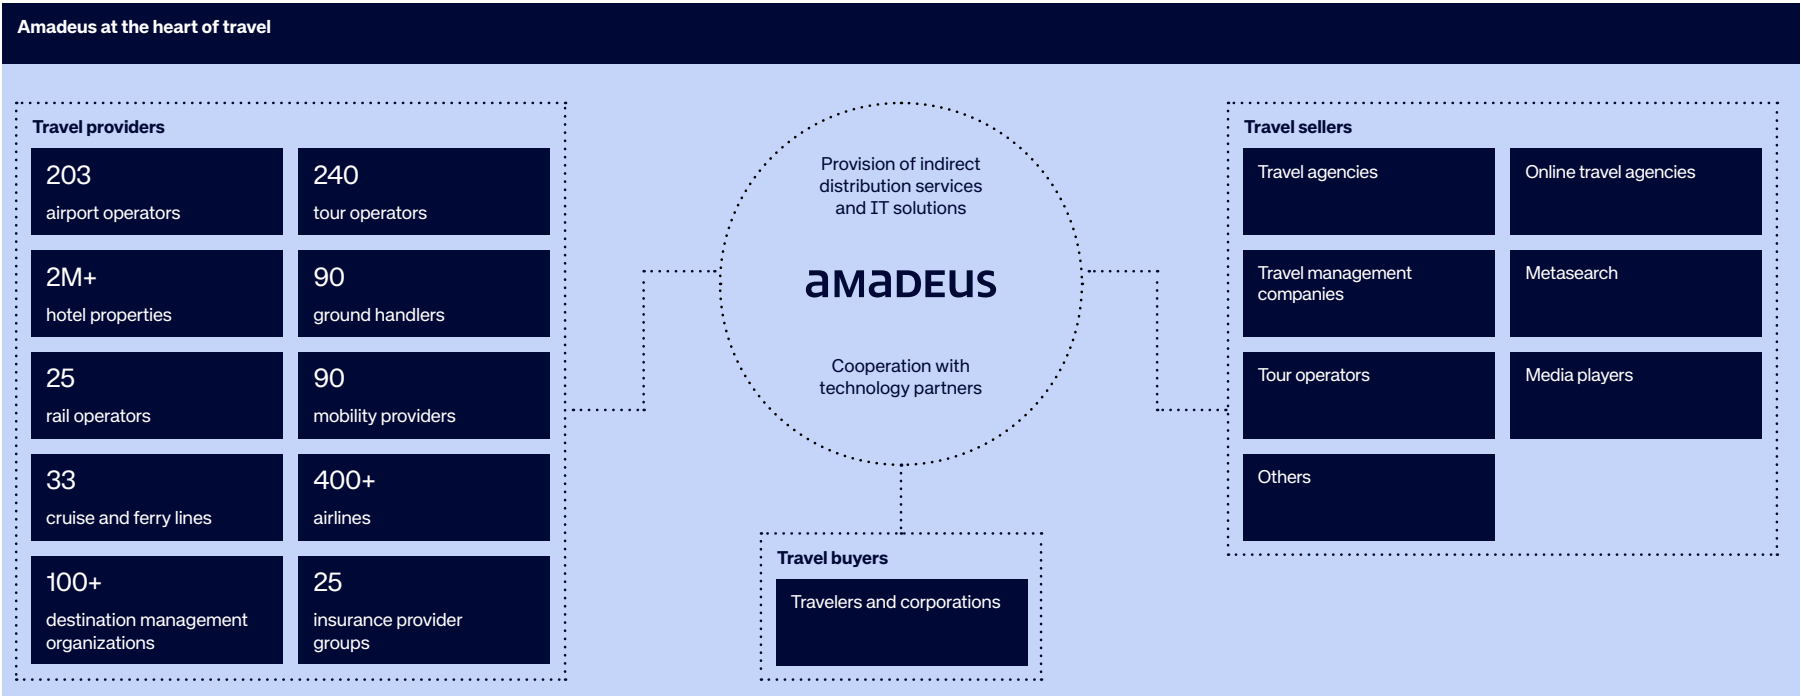 Amadeus at the heart of travel
Travel providers
203
airport operators
240
tour operators
2M+
hotel properties
90
ground handlers
25
rail operators
90
mobility providers
33
cruise and ferry lines
400+
airlines
100+
destination management
organizations
25
insurance provider
groups
Provision of indirect
distribution services
and IT solutions
amadeus
Cooperation with
technology partners
Travel buyers
Travelers and corporations
Travel sellers
Travel agencies
Online travel agencies
Travel management
companies
Metasearch
Tour operators
Media players
Others